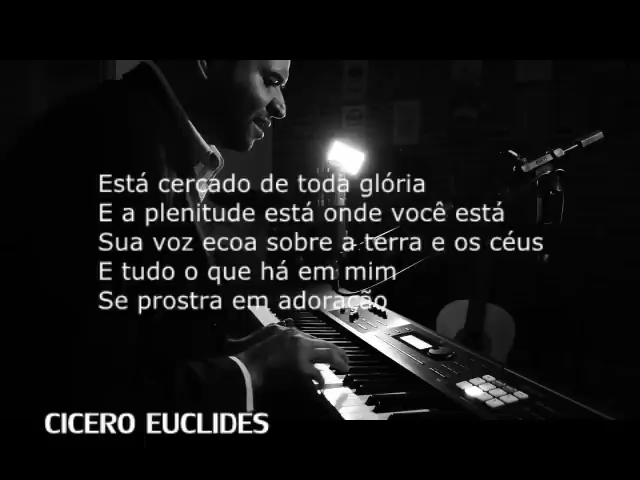 Está cercado de toda glória
E a plenitude está onde você está
Sua voz ecoa sobre a terra e os céus
E tudo o que há em mim
Se prostra em adoração
CICERO EUCLIDES